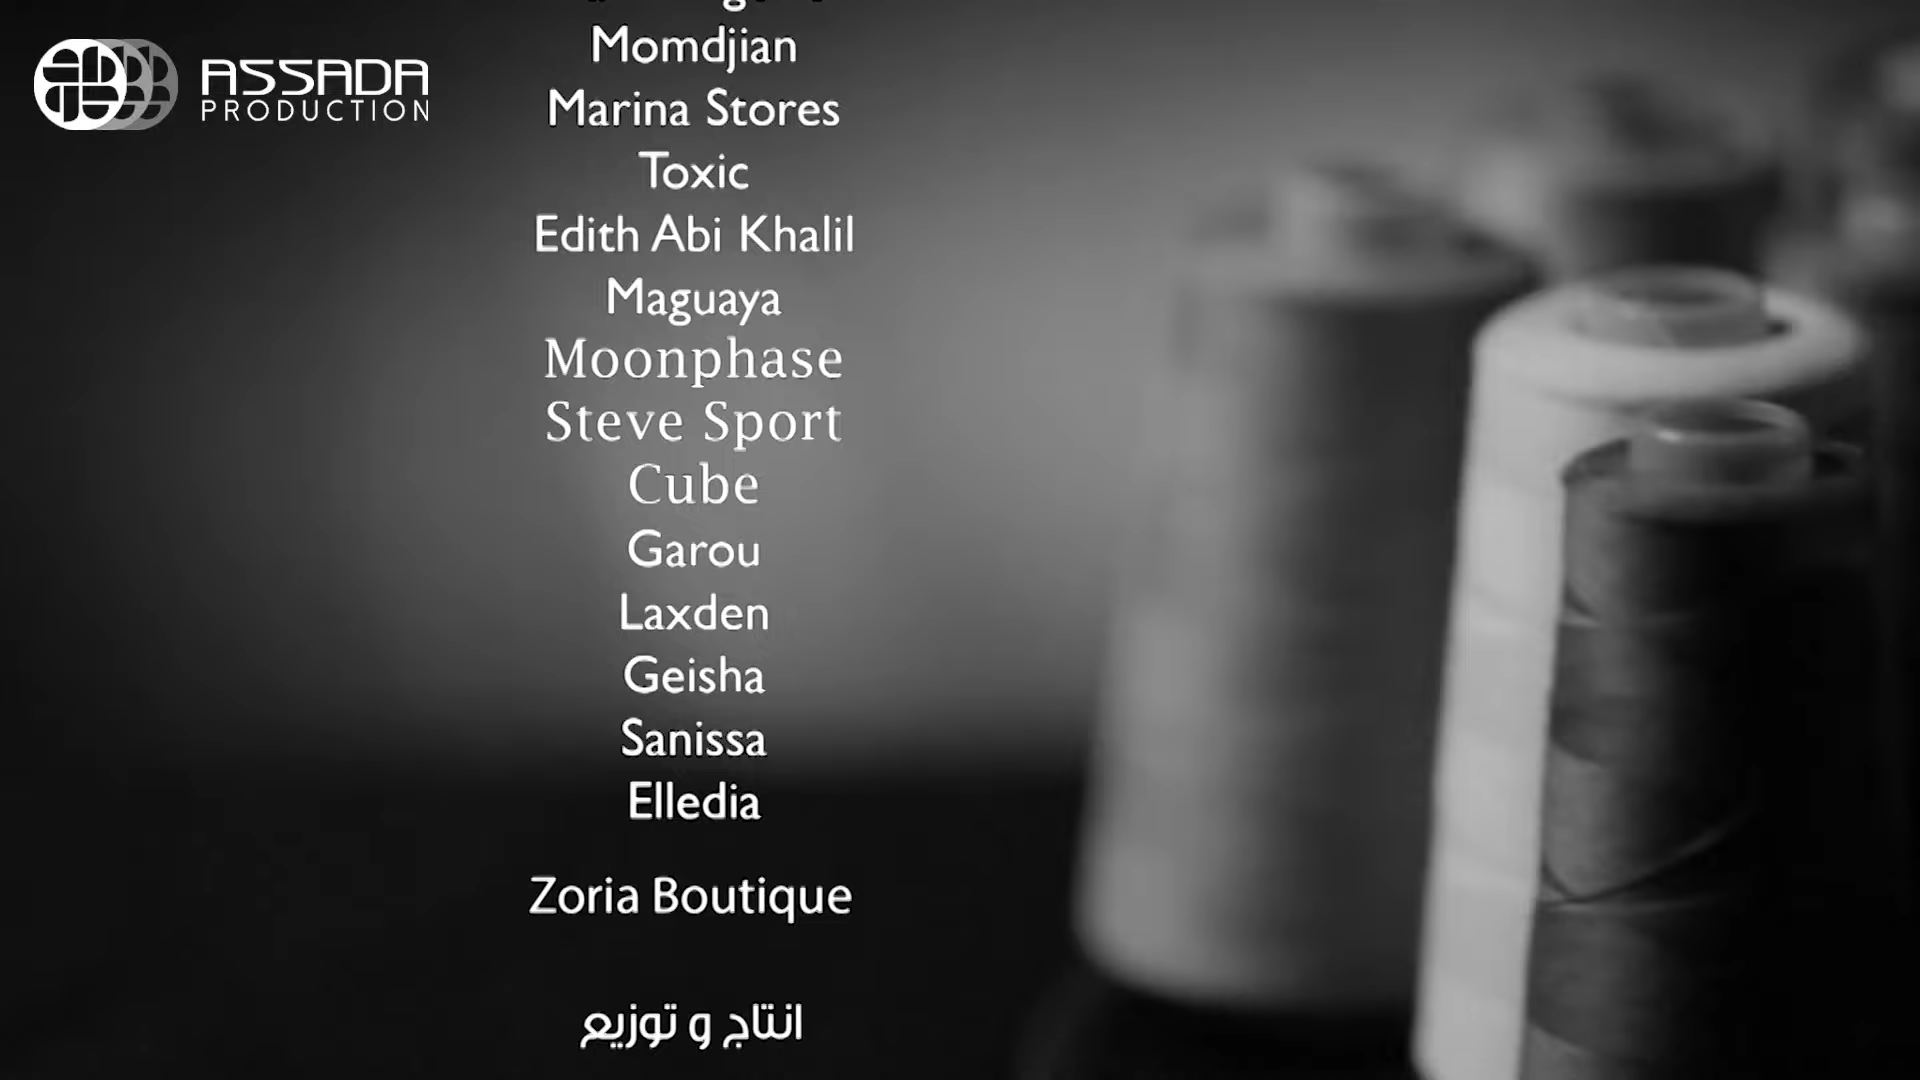 ASSADA
PRODUCTION
Momdjian
Marina Stores
Toxic
Edith Abi Khalil
Maguaya
Moonphase
Steve Sport
Cube
Garou
Laxden
Geisha
Sanissa
Elledia
Zoria Boutique
انتاج و توزيع